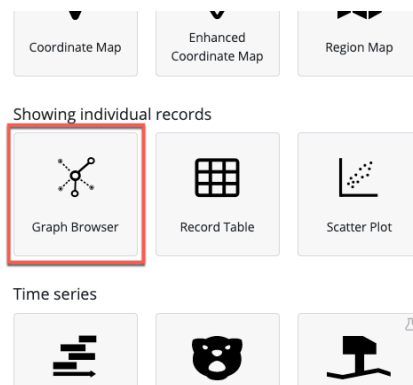 Coordinate Map
Enhanced
Coordinate Map
Region Map
Showing individual records
Graph Browser
Record Table
Scatter Plot
Time series